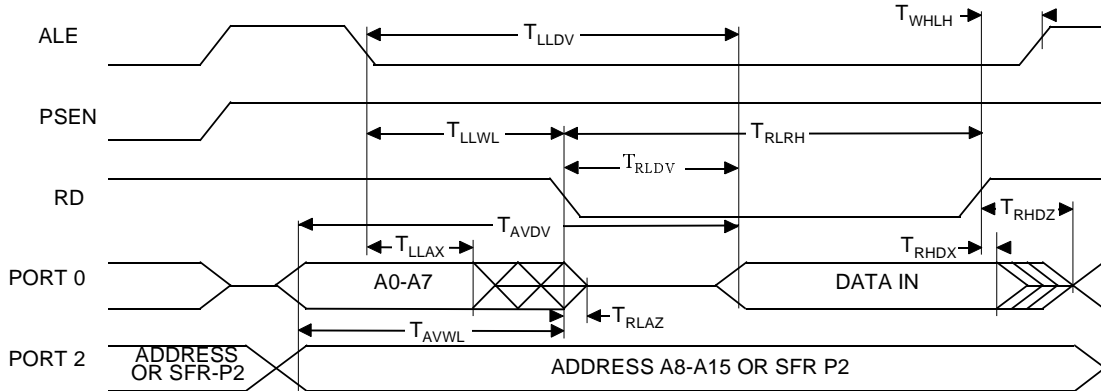 ALE
T_WHLH
T_LLDV
PSEN
T_LLWL
T_RLRH
T_RLDV
RD
T_AVDV
T_RHDZ
T_LLAX
T_RHDX
PORT 0
A0-A7
DATA IN
T_RLAZ
T_AVWL
PORT 2
ADDRESS
OR SFR-P2
ADDRESS A8-A15 OR SFR P2